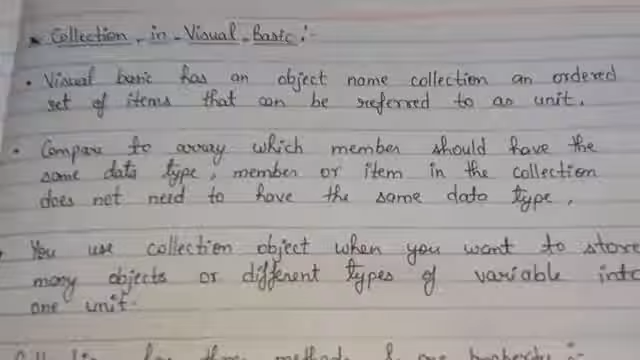 Collection in Visual Basic :-
• Visual basic has an object name collection an ordered
set of items that can be referred to as unit.
• Compare to array which member should have the
same data type, member or item in the collection
does not need to have the same data type.
• You use collection object when you want to store
many objects or different types of variable into
one unit.